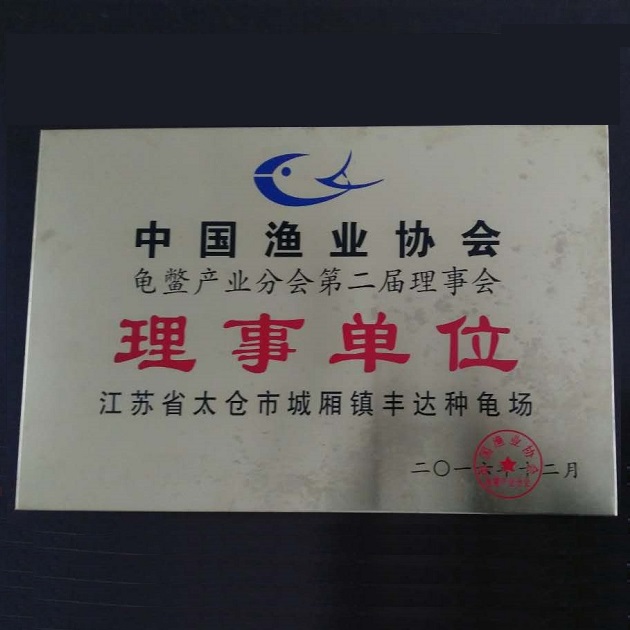 中国渔业协会
龟鳖产业分会第二届理事会
理事单位
江苏省太仓市城厢镇丰达种龟场
二〇一六年十二月